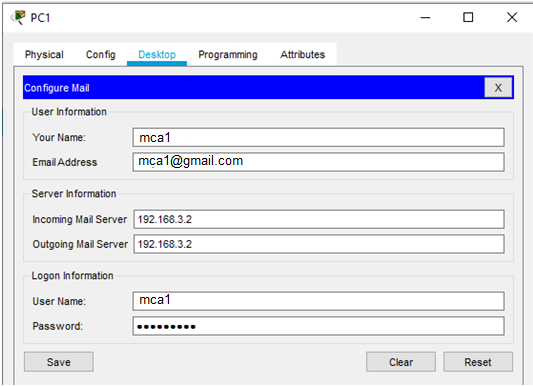 PC1
Physical Config Desktop Programming Attributes
Configure Mail X
User Information
Your Name: mca1
Email Address mca1@gmail.com
Server Information
Incoming Mail Server 192.168.3.2
Outgoing Mail Server 192.168.3.2
Logon Information
User Name: mca1
Password: •••••••••
Save Clear Reset